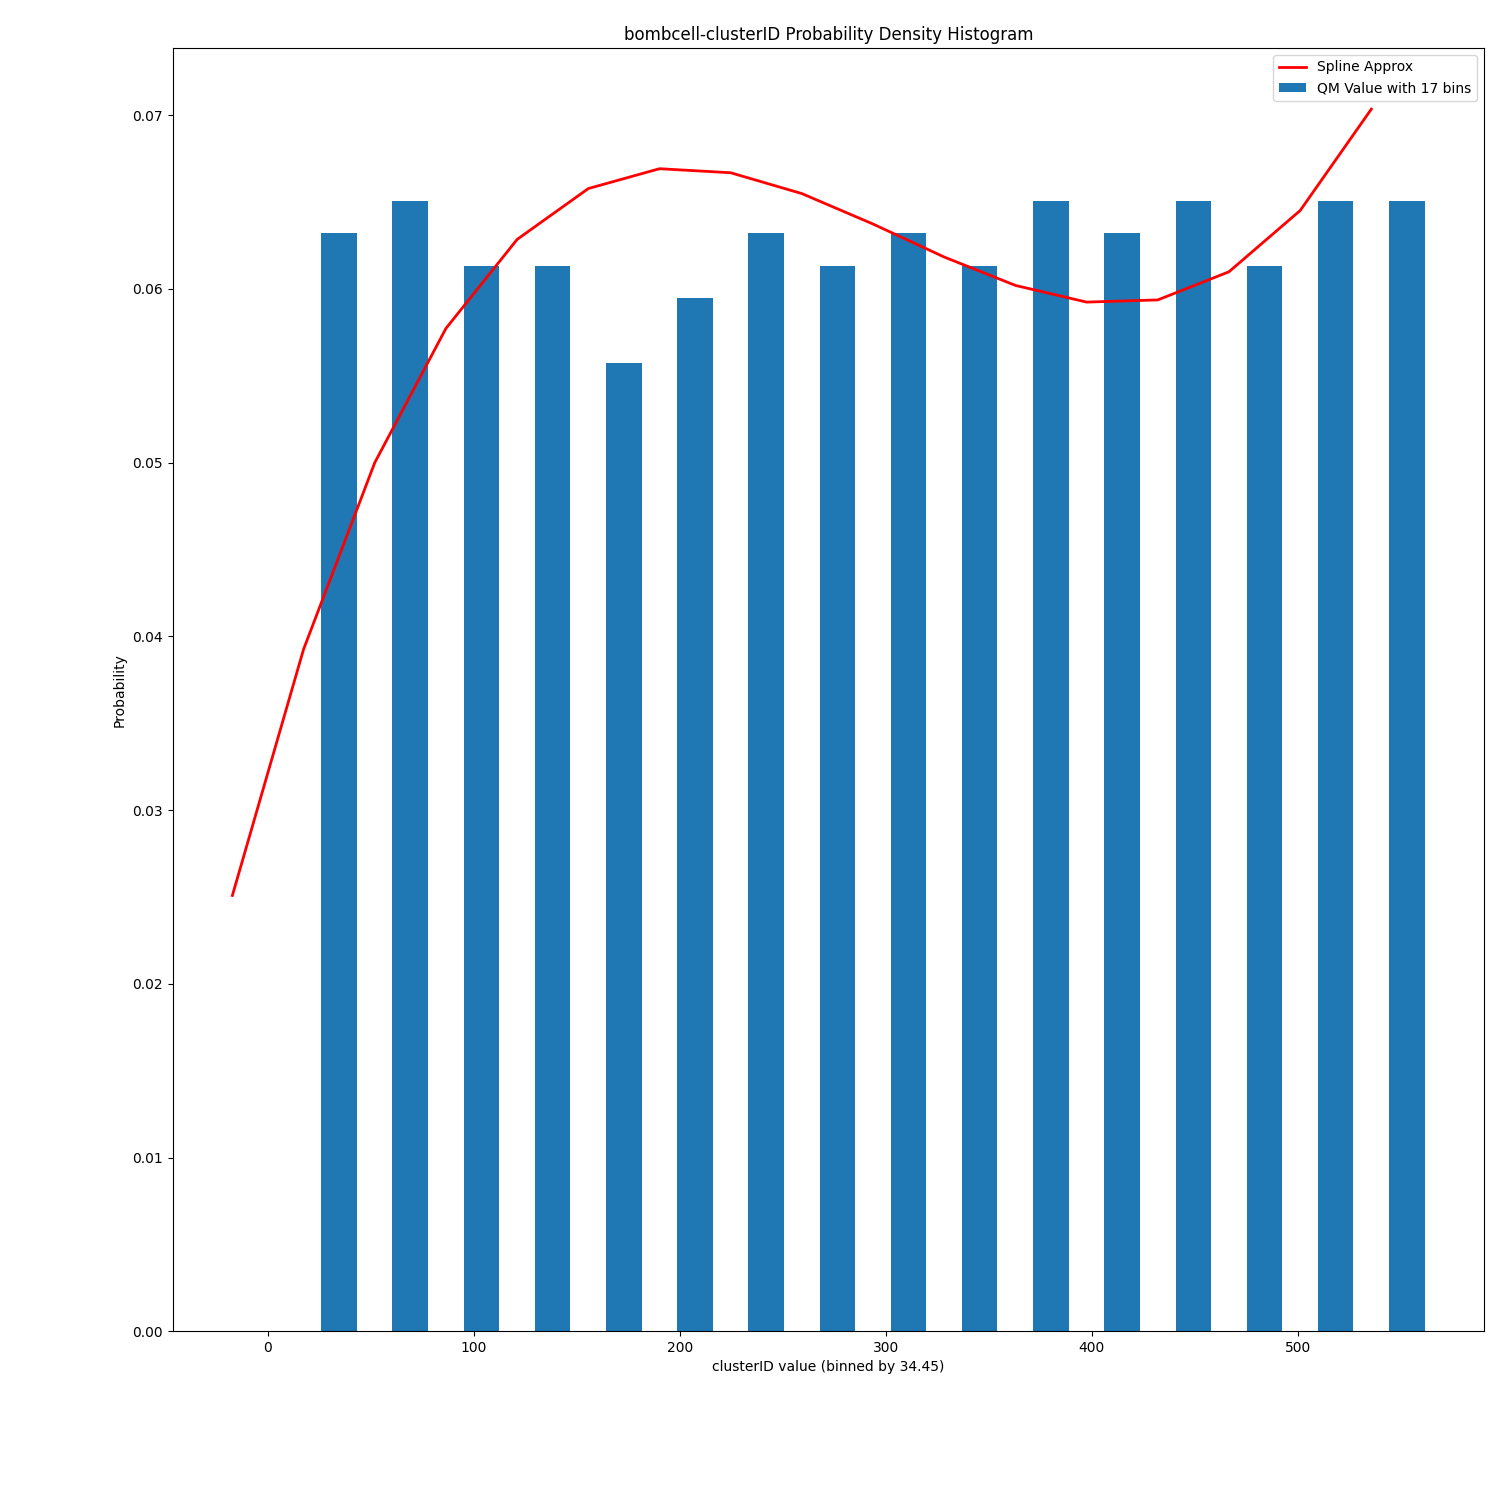 bombcell-clusterID Probability Density Histogram
Spline Approx
QM Value with 17 bins
0.07
0.06
0.05
0.04
0.03
0.02
0.01
0.00
Probability
0 100 200 300 400 500
clusterID value (binned by 34.45)